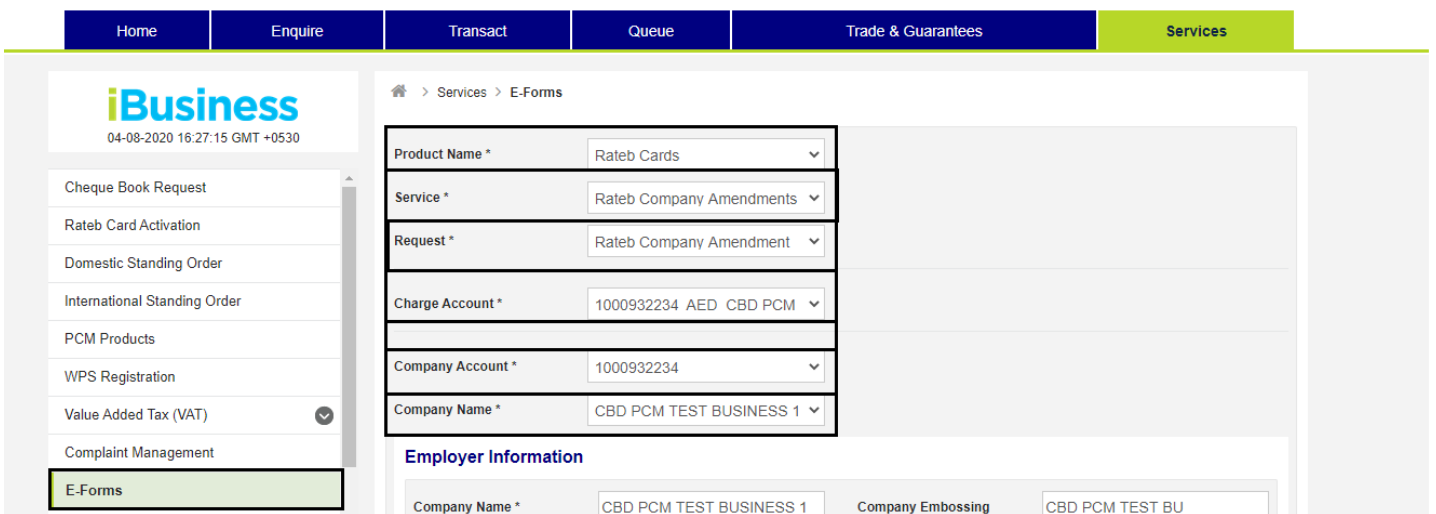 Home Enquire Transact Queue Trade & Guarantees Services
iBusiness
04-08-2020 16:27:15 GMT +0530
Cheque Book Request
Rateb Card Activation
Domestic Standing Order
International Standing Order
PCM Products
WPS Registration
Value Added Tax (VAT)
Complaint Management
E-Forms
> Services > E-Forms
Product Name * Rateb Cards
Service * Rateb Company Amendments
Request * Rateb Company Amendment
Charge Account * 1000932234 AED CBD PCM
Company Account * 1000932234
Company Name * CBD PCM TEST BUSINESS 1
Employer Information
Company Name * CBD PCM TEST BUSINESS 1 Company Embossing CBD PCM TEST BU